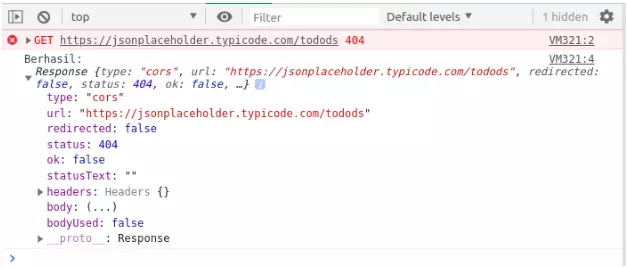 top Filter Default levels 1 hidden
GET https://jsonplaceholder.typicode.com/todods 404 VM321:2
Berhasil: VM321:4
Response {type: "cors", url: "https://jsonplaceholder.typicode.com/todods", redirected:
false, status: 404, ok: false, …}
type: "cors"
url: "https://jsonplaceholder.typicode.com/todods"
redirected: false
status: 404
ok: false
statusText: ""
headers: Headers {}
body: (...)
bodyUsed: false
__proto__: Response